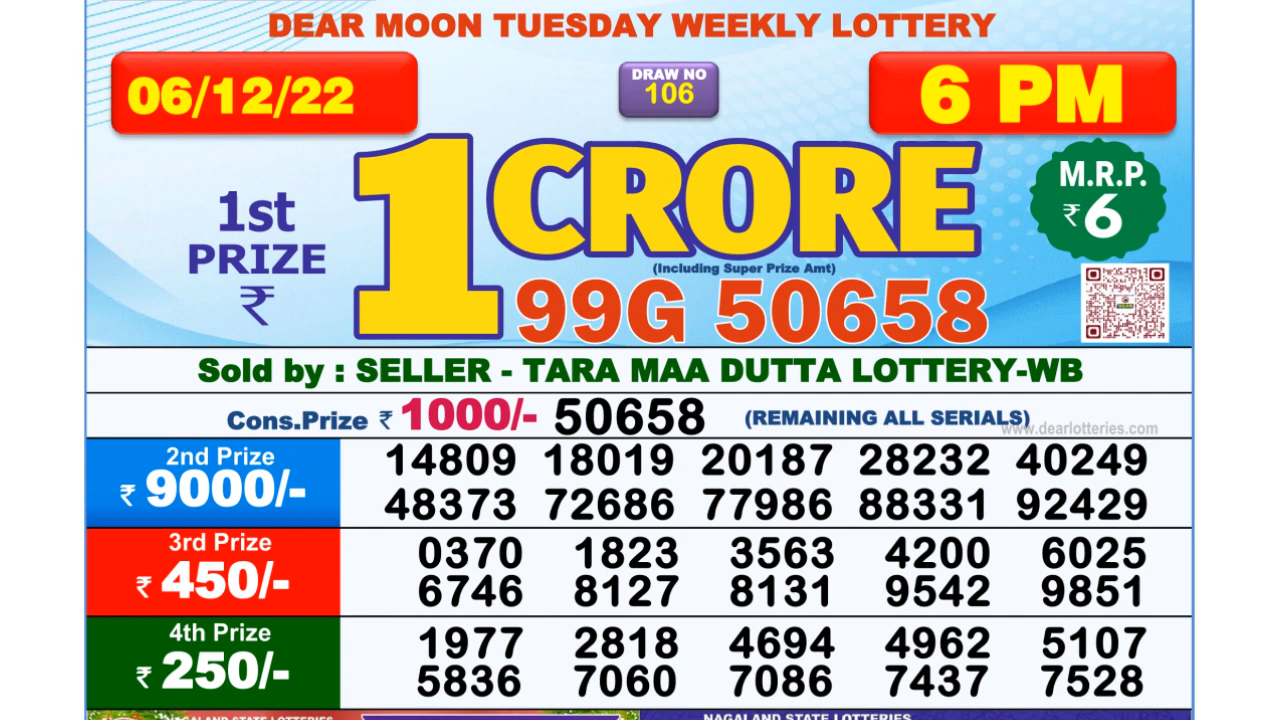 DEAR MOON TUESDAY WEEKLY LOTTERY
06/12/22
DRAW NO
106
6 PM
1st
PRIZE
₹
1 CRORE
(Including Super Prize Amt)
99G 50658
M.R.P.
₹6
Sold by : SELLER - TARA MAA DUTTA LOTTERY-WB
Cons.Prize ₹ 1000/- 50658 (REMAINING ALL SERIALS)
www.dearlotteries.com
2nd Prize
₹ 9000/-
14809 18019 20187 28232 40249
48373 72686 77986 88331 92429
3rd Prize
₹ 450/-
0370 1823 3563 4200 6025
6746 8127 8131 9542 9851
4th Prize
₹ 250/-
1977 2818 4694 4962 5107
5836 7060 7086 7437 7528
NAGALAND STATE LOTTERIES
NAGALAND STATE LOTTERIES